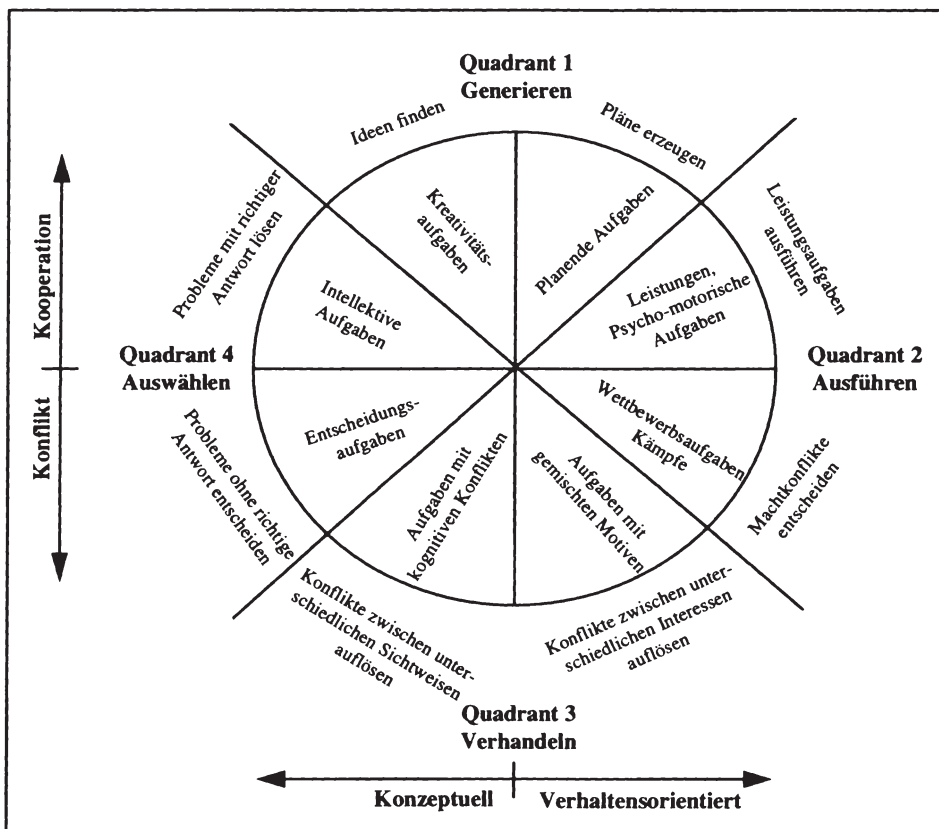 Quadrant 1
Generieren
Ideen finden
Pläne erzeugen
Probleme mit richtiger
Antwort lösen
Kreativitäts-
aufgaben
Planende Aufgaben
Leistungsaufgaben
ausführen
Intellektive
Aufgaben
Leistungen,
Psycho-motorische
Aufgaben
Kooperation
Konflikt
Quadrant 4
Auswählen
Quadrant 2
Ausführen
Entscheidungs-
aufgaben
Wettbewerbsaufgaben
Kämpfe
Aufgaben mit
kognitiven Konflikten
Aufgaben mit
gemischten Motiven
Probleme ohne richtige
Antwort entscheiden
Machtkonflikte
entscheiden
Konflikte zwischen unter-
schiedlichen Sichtweisen
auflösen
Konflikte zwischen unter-
schiedlichen Interessen
auflösen
Quadrant 3
Verhandeln
Konzeptuell
Verhaltensorientiert